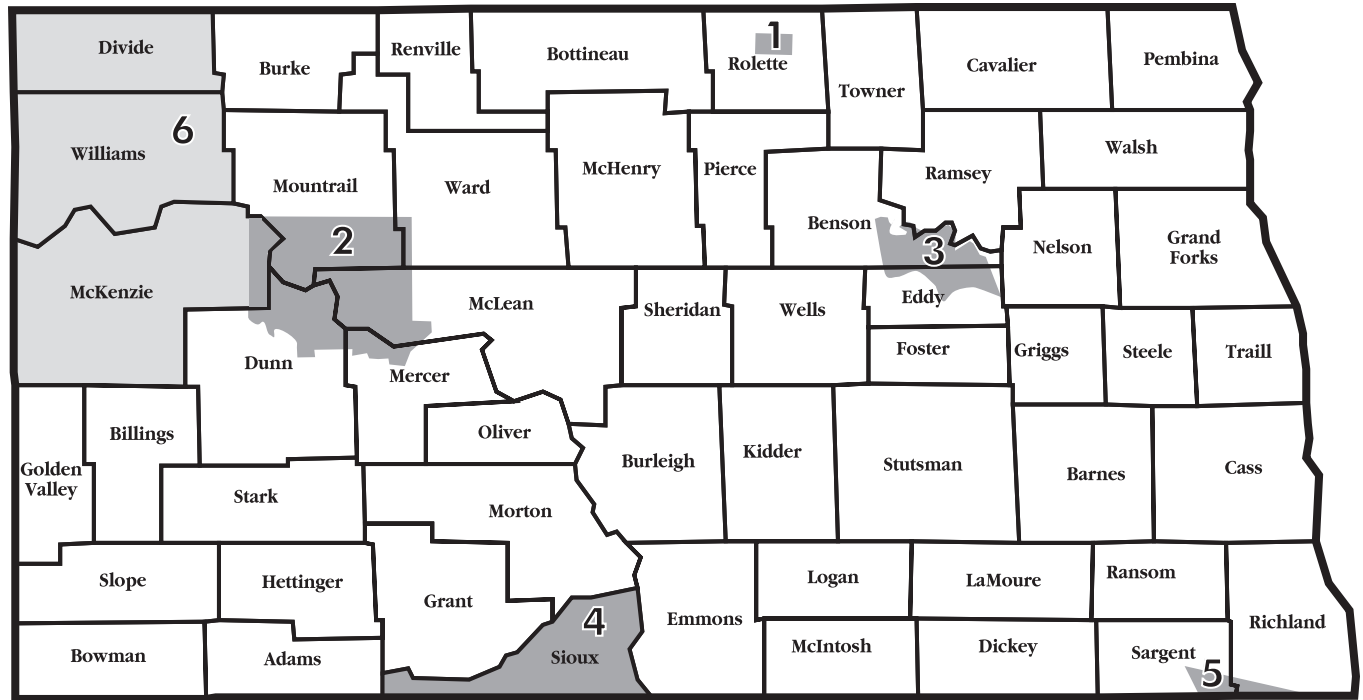 Divide
Burke
Renville
Bottineau
1
Rolette
Towner
Cavalier
Pembina
Williams
6
Mountrail
Ward
McHenry
Pierce
Benson
Ramsey
Walsh
2
3
Nelson
Grand
Forks
McKenzie
McLean
Sheridan
Wells
Eddy
Dunn
Mercer
Foster
Griggs
Steele
Traill
Golden
Valley
Billings
Oliver
Burleigh
Kidder
Stutsman
Barnes
Cass
Stark
Morton
Slope
Hettinger
Grant
Emmons
Logan
LaMoure
Ransom
Richland
4
Sioux
Bowman
Adams
McIntosh
Dickey
Sargent
5